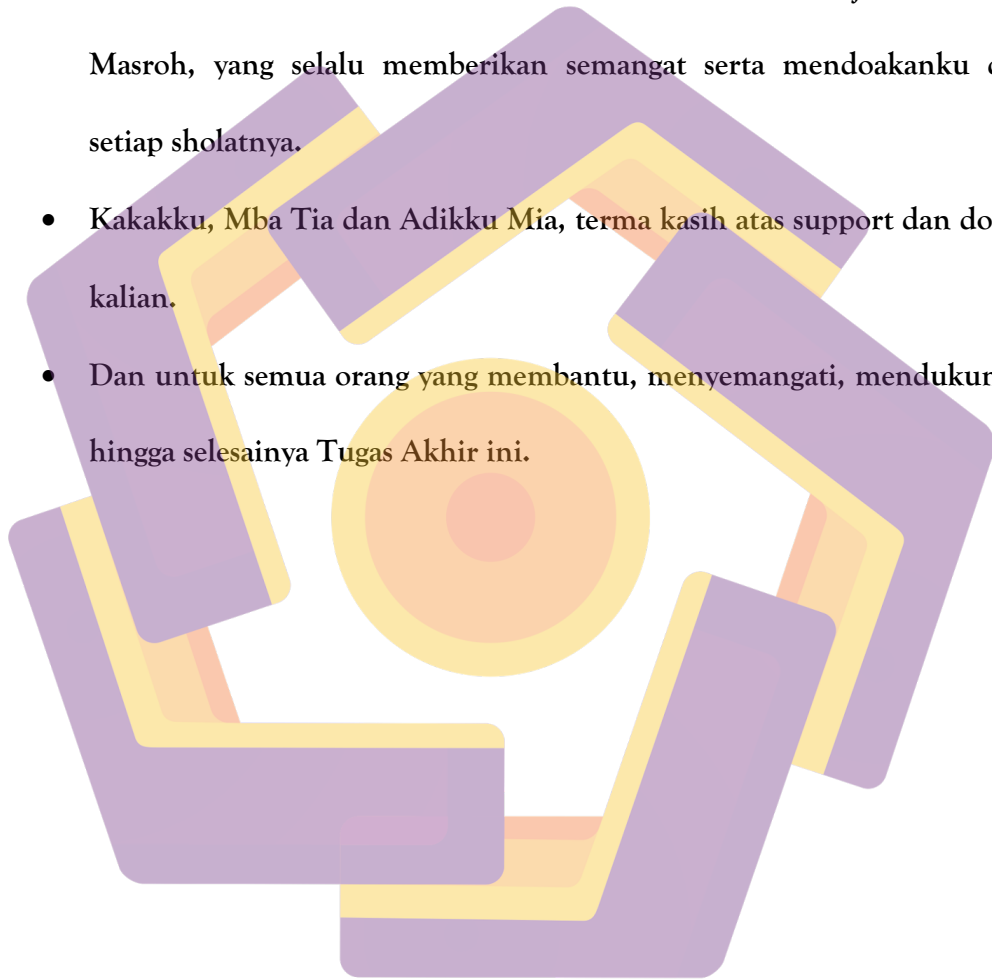 Masroh, yang selalu memberikan semangat serta mendoakanku
setiap sholatnya.
• Kakakku, Mba Tia dan Adikku Mia, terma kasih atas support dan
kalian.
• Dan untuk semua orang yang membantu, menyemangati,
hingga selesainya Tugas Akhir ini.